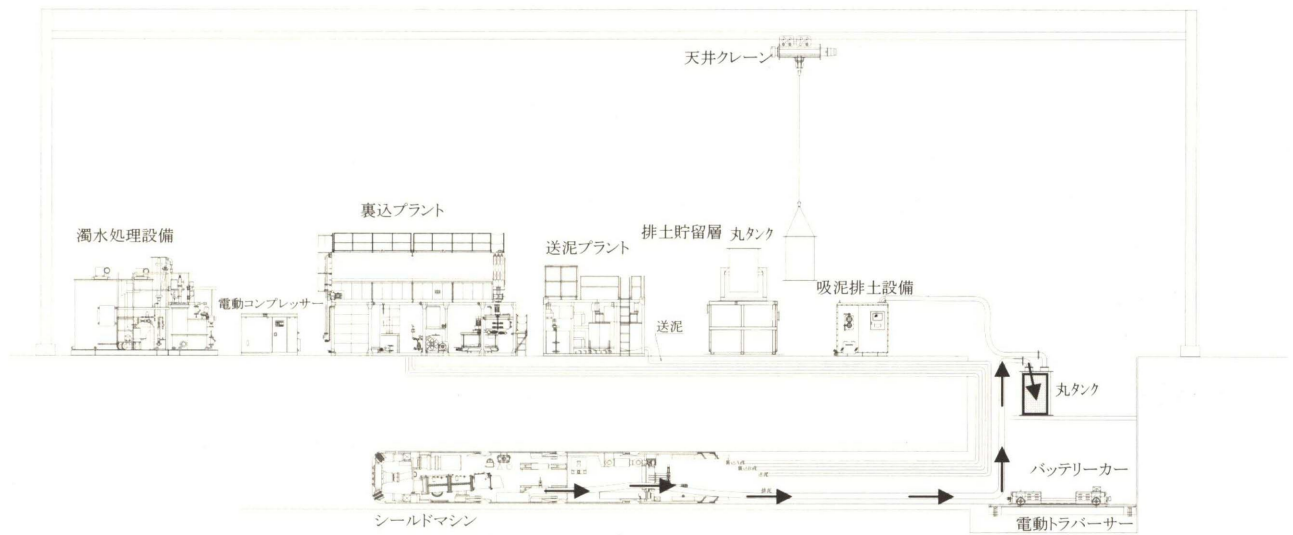 天井クレーン
裏込プラント
濁水処理設備
送泥プラント
排土貯留層
丸タンク
電動コンプレッサー
吸泥排土設備
送泥
丸タンク
バッテリーカー
排泥
シールドマシン
電動トラバーサー